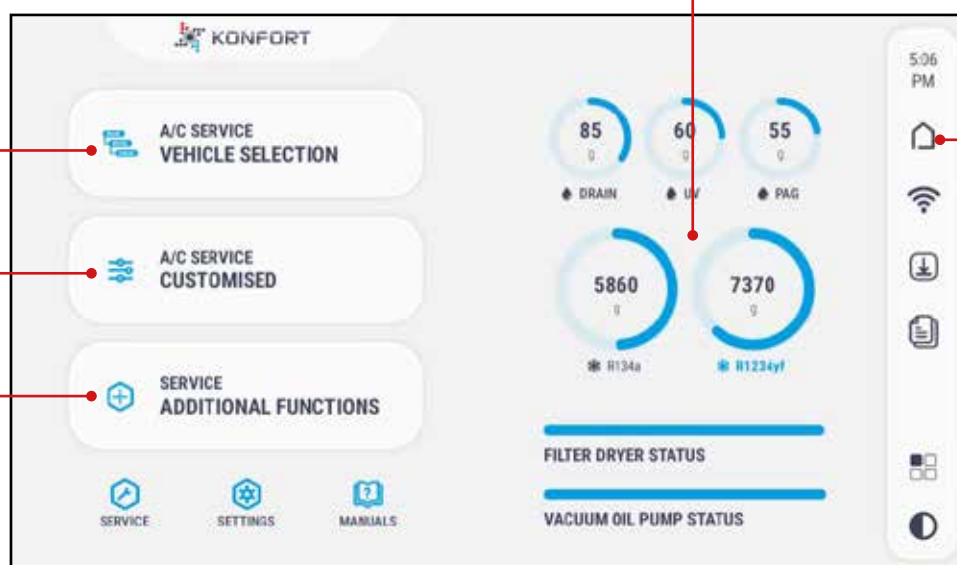 KONFORT
A/C SERVICE
VEHICLE SELECTION
A/C SERVICE
CUSTOMISED
SERVICE
ADDITIONAL FUNCTIONS
SERVICE
SETTINGS
MANUALS
85
g
DRAIN
60
g
UV
55
g
PAG
5860
g
R134a
7370
g
R1234yf
FILTER DRYER STATUS
VACUUM OIL PUMP STATUS
5:06
PM